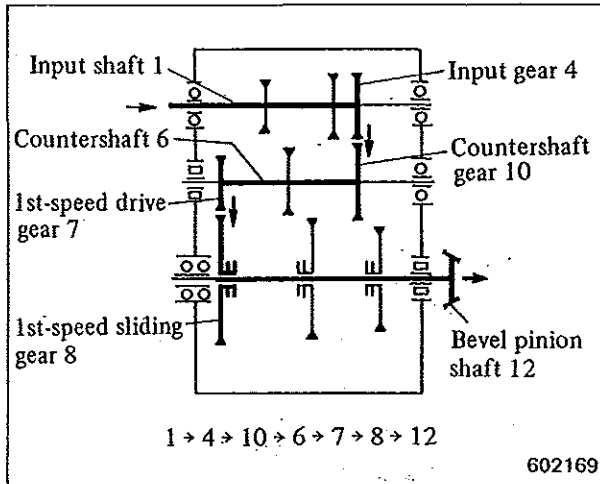 Input shaft 1
Input gear 4
Countershaft 6
Countershaft
gear 10
1st-speed drive
gear 7
1st-speed sliding
gear 8
Bevel pinion
shaft 12
1 → 4 → 10 → 6 → 7 → 8 → 12
602169